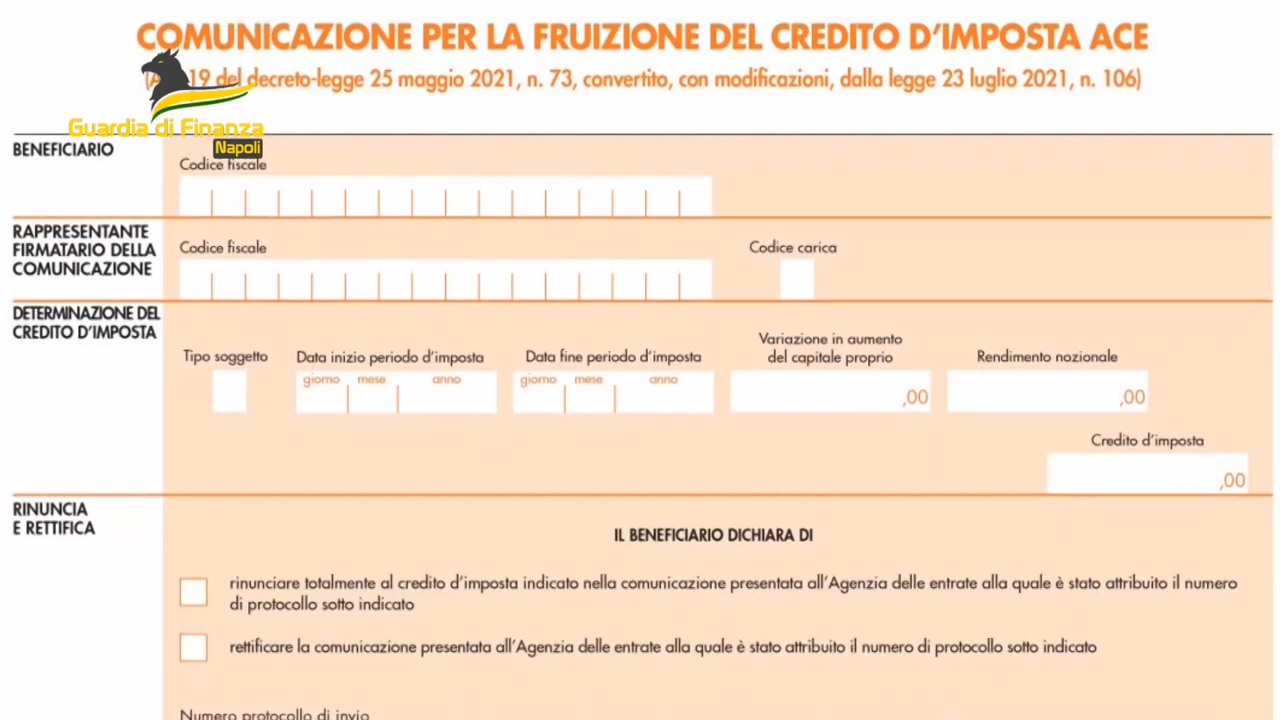 COMUNICAZIONE PER LA FRUIZIONE DEL CREDITO D'IMPOSTA ACE
19 del decreto-legge 25 maggio 2021, n. 73, convertito, con modificazioni, dalla legge 23 luglio 2021, n. 106)
Guardia di Finanza
Napoli
BENEFICIARIO
Codice fiscale
RAPPRESENTANTE
FIRMATARIO DELLA
COMUNICAZIONE
Codice fiscale
Codice carica
DETERMINAZIONE DEL
CREDITO D'IMPOSTA
Tipo soggetto
Data inizio periodo d'imposta
giorno mese anno
Data fine periodo d'imposta
giorno mese anno
Variazione in aumento
del capitale proprio
,00
Rendimento nozionale
,00
Credito d'imposta
,00
RINUNCIA
E RETTIFICA
IL BENEFICIARIO DICHIARA DI
rinunciare totalmente al credito d'imposta indicato nella comunicazione presentata all'Agenzia delle entrate alla quale è stato attribuito il numero
di protocollo sotto indicato
rettificare la comunicazione presentata all'Agenzia delle entrate alla quale è stato attribuito il numero di protocollo sotto indicato
Numero protocollo di invio